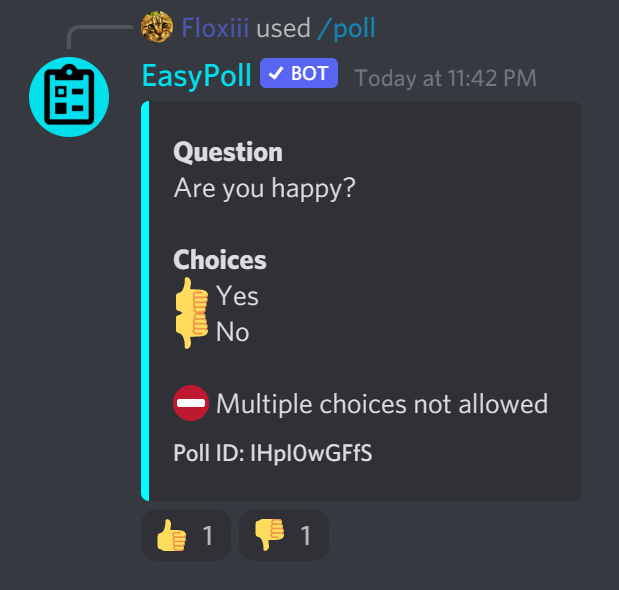 Floxiii used /poll
EasyPoll ✓ BOT Today at 11:42 PM
Question
Are you happy?
Choices
👍 Yes
👎 No
⛔ Multiple choices not allowed
Poll ID: IHpI0wGFfS
👍 1 👎 1